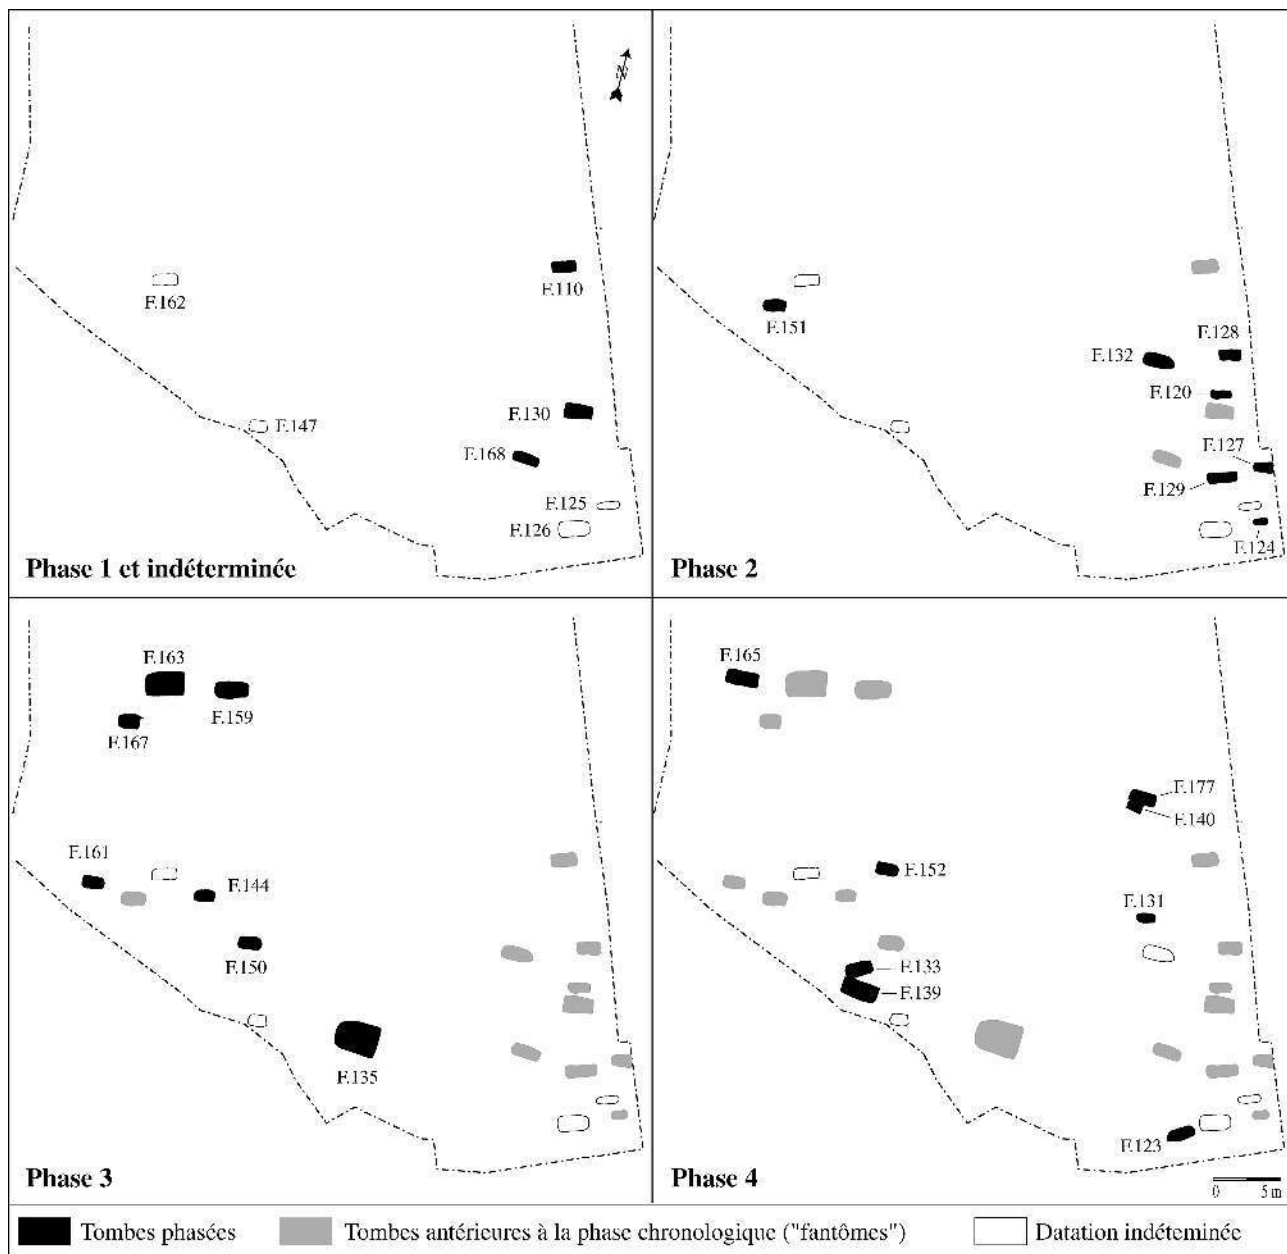 N
F.162
F.110
F.130
F.147
F.168
F.125
F.126
Phase 1 et indéterminée
F.151
F.128
F.132
F.120
F.127
F.129
F.124
Phase 2
F.163
F.159
F.167
F.161
F.144
F.150
F.135
Phase 3
F.165
F.177
F.140
F.152
F.131
F.133
F.139
F.123
Phase 4
0 5 m
Tombes phasées
Tombes antérieures à la phase chronologique ("fantômes")
Datation indéteminée